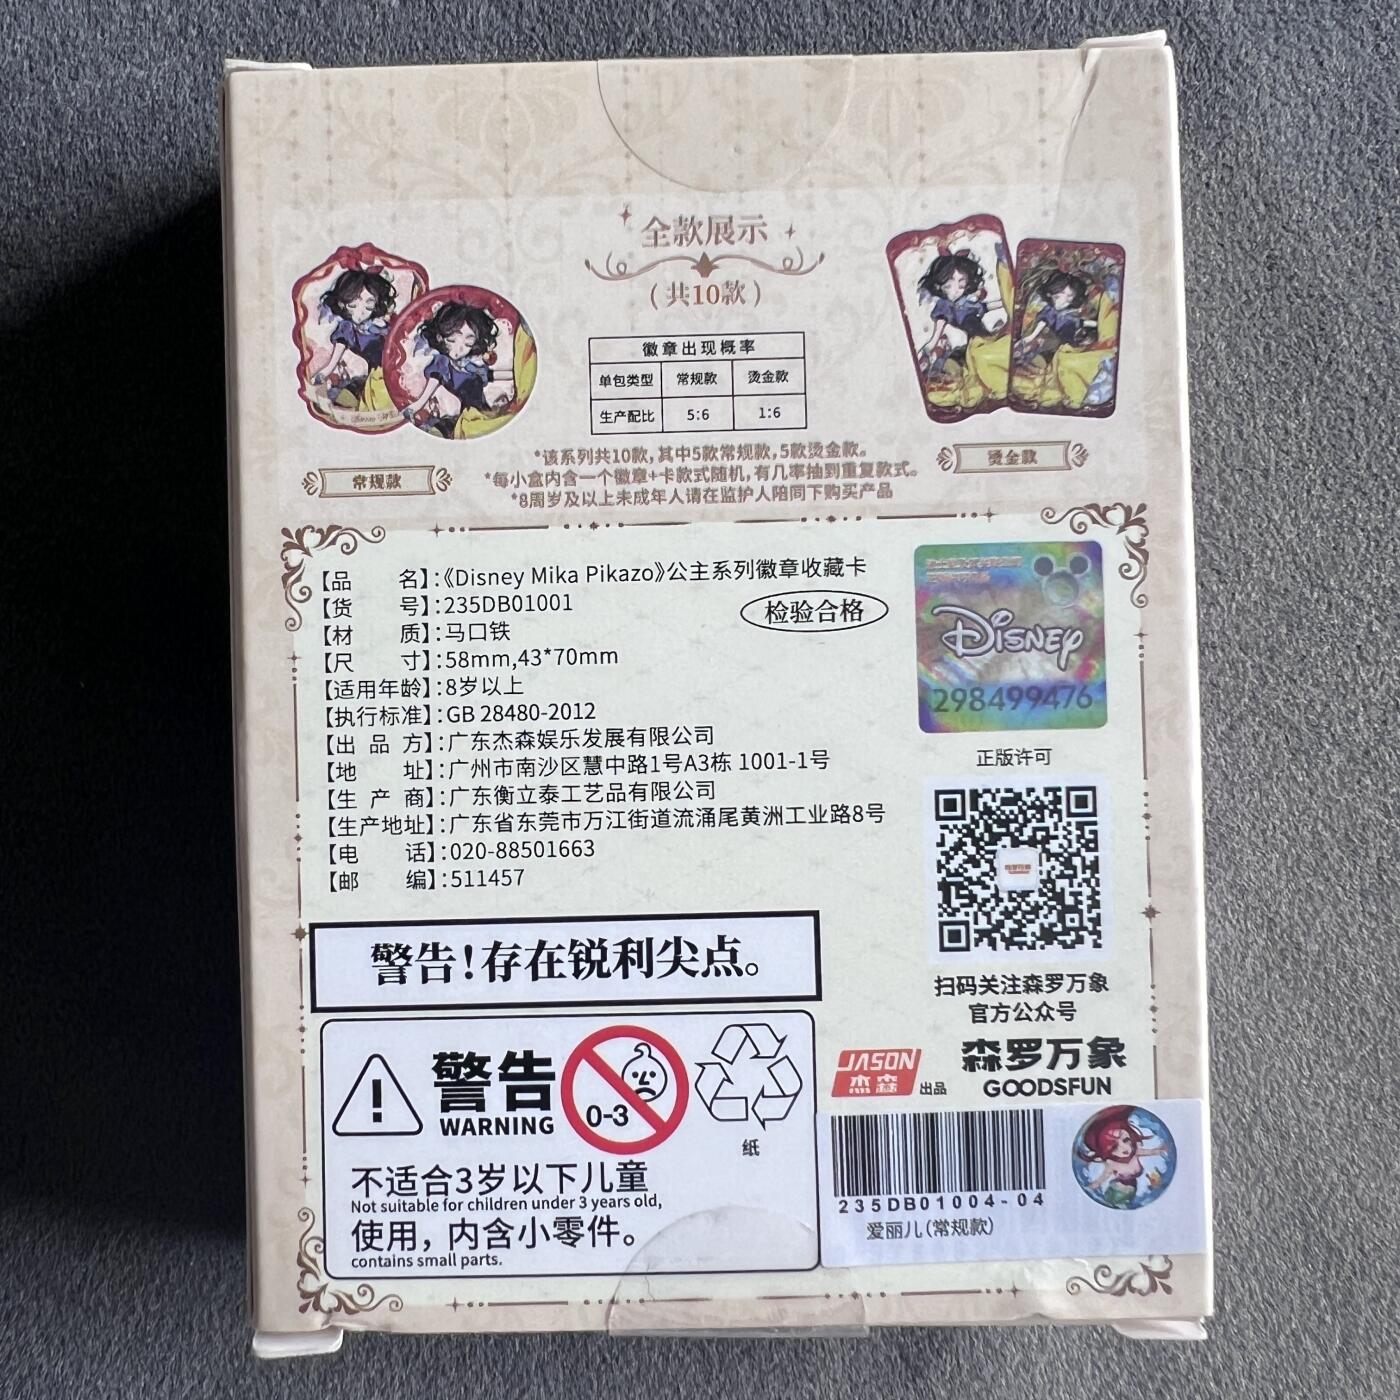 全款展示
(共10款)
徽章出现概率
单包类型 常规款 烫金款
生产配比 5:6 1:6
常规款
烫金款
*该系列共10款,其中5款常规款,5款烫金款。
*每小盒内含一个徽章+卡款式随机,有几率抽到重复款式。
*8周岁及以上未成年人请在监护人陪同下购买产品
【品 名】:《Disney Mika Pikazo》公主系列徽章收藏卡
【货 号】:235DB01001
【材 质】:马口铁
【尺 寸】:58mm,43*70mm
【适用年龄】:8岁以上
【执行标准】:GB 28480-2012
【出 品 方】:广东杰森娱乐发展有限公司
【地 址】:广州市南沙区慧中路1号A3栋 1001-1号
【生 产 商】:广东衡立泰工艺品有限公司
【生产地址】:广东省东莞市万江街道流涌尾黄洲工业路8号
【电 话】:020-88501663
【邮 编】:511457
检验合格
Disney
298499476
正版许可
扫码关注森罗万象
官方公众号
JASON
杰森
出品
森罗万象
GOODSFUN
警告!存在锐利尖点。
警告
WARNING
0-3
纸
不适合3岁以下儿童
Not suitable for children under 3 years old,
使用，内含小零件。
contains small parts.
235DB01004-04
爱丽儿(常规款)